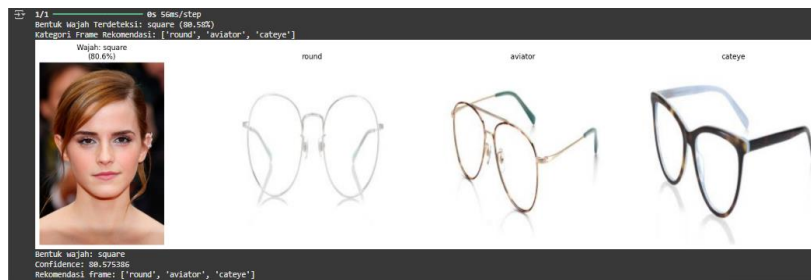 1/1 0s 56ms/step
Bentuk Wajah Terdeteksi: square (80.58%)
Kategori Frame Rekomendasi: ['round', 'aviator', 'cateye']
Wajah: square
(80.6%)
round
aviator
cateye
Bentuk wajah: square
Confidence: 80.575386
Rekomendasi frame: ['round', 'aviator', 'cateye']